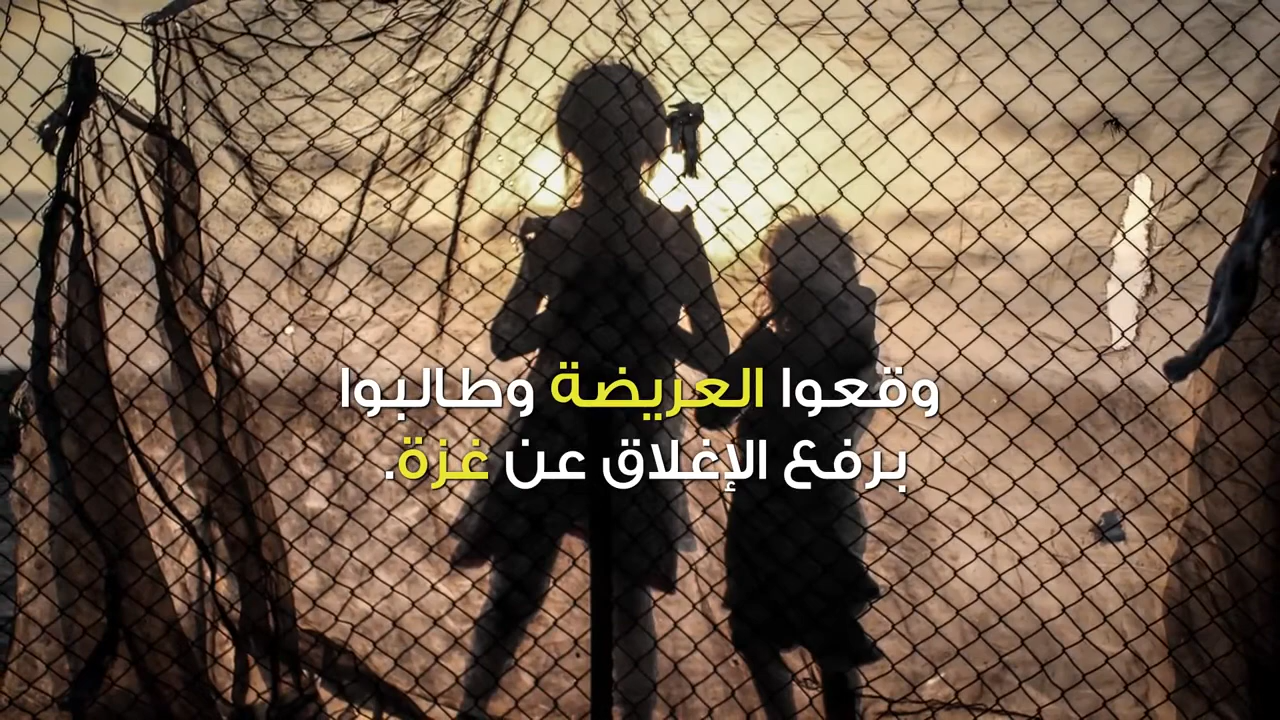 وقعوا العريضة وطالبوا
برفع الإغلاق عن غزة.